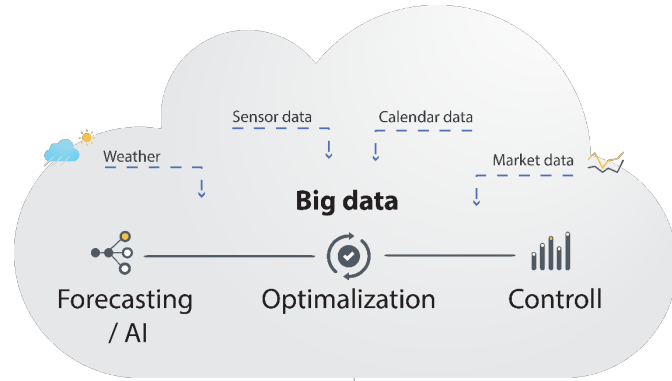 Sensor data
Calendar data
Weather
Market data
Big data
Forecasting
/ AI
Optimalization
Controll